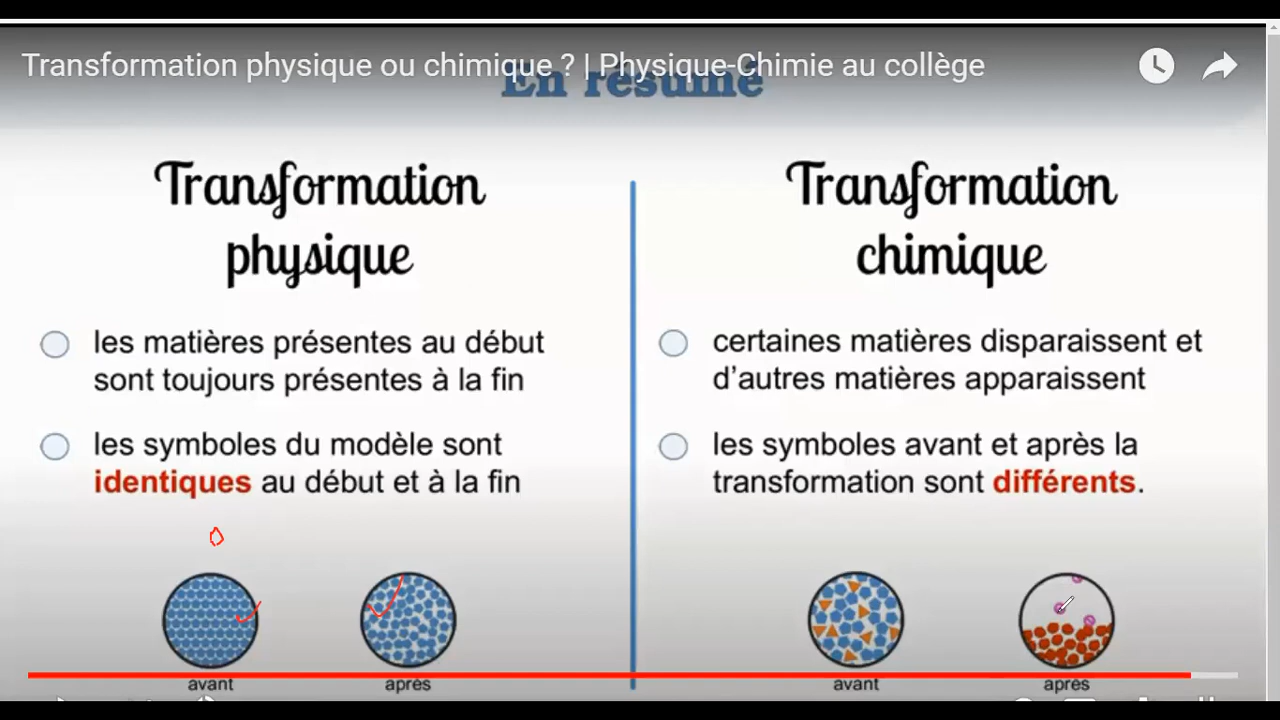 Transformation physique ou chimique ? | Physique-Chimie au collège
En résumé
Transformation
physique
les matières présentes au début
sont toujours présentes à la fin
les symboles du modèle sont
identiques au début et à la fin
avant
après
Transformation
chimique
certaines matières disparaissent et
d'autres matières apparaissent
les symboles avant et après la
transformation sont différents.
avant
après